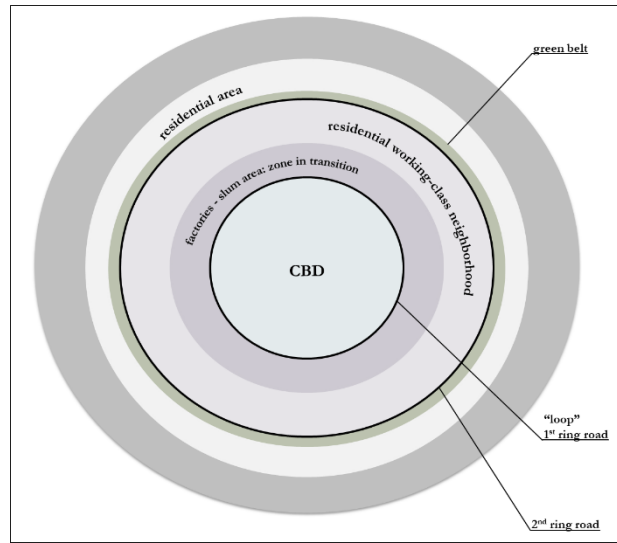 green belt
residential area
residential working-class neighborhoood
factories - slum area: zone in transition
CBD
“loop”
1st ring road
2nd ring road